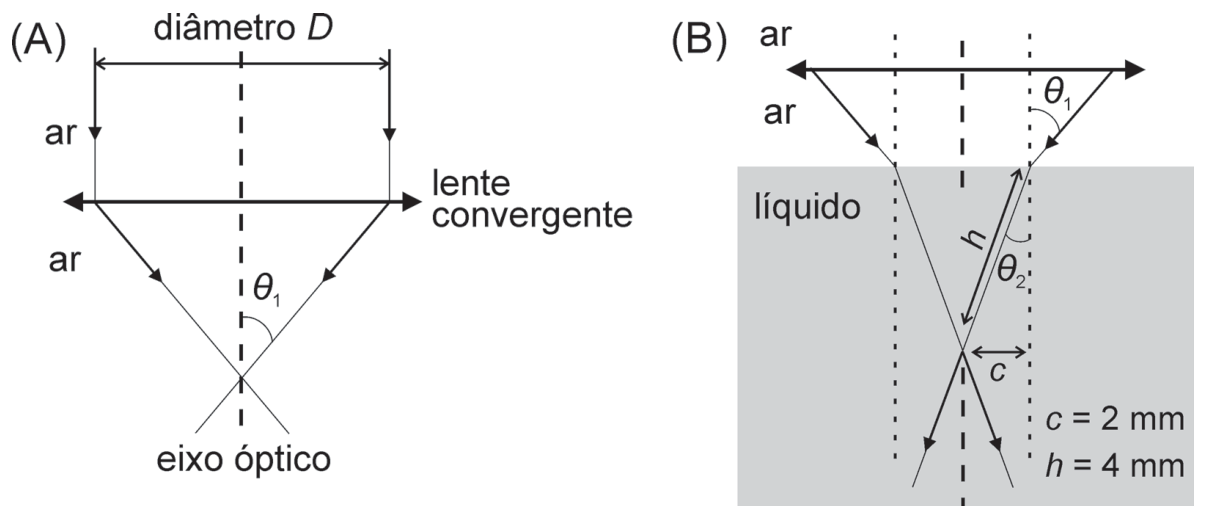 (A)
diâmetro D
ar
lente
convergente
ar
θ₁
eixo óptico
(B)
ar
ar
θ₁
líquido
h
θ₂
c
c = 2 mm
h = 4 mm